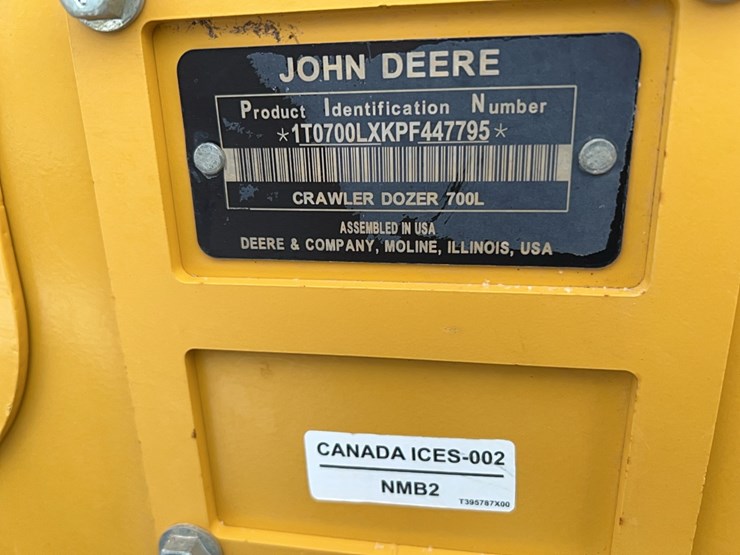 JOHN DEERE
Product Identification Number
*1T0700LXKPF447795*
CRAWLER DOZER 700L
ASSEMBLED IN USA
DEERE & COMPANY, MOLINE, ILLINOIS, USA
CANADA ICES-002
NMB2
T395787X00